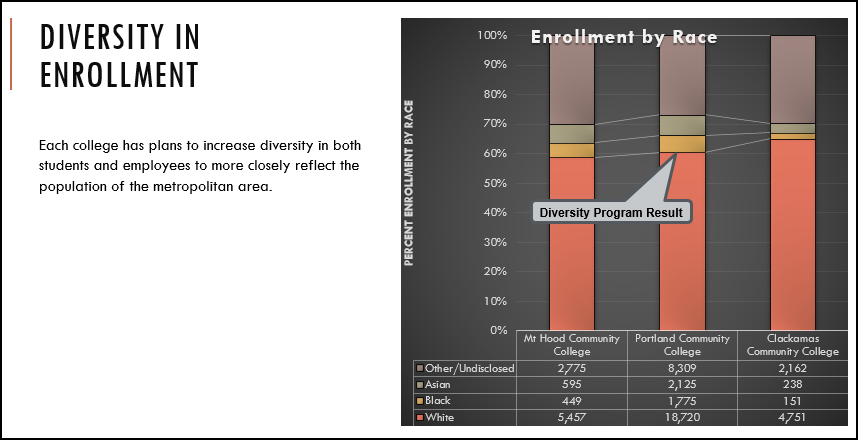 DIVERSITY IN
ENROLLMENT
Each college has plans to increase diversity in both
students and employees to more closely reflect the
population of the metropolitan area.
Enrollment by Race
PERCENT ENROLLMENT BY RACE
100%
90%
80%
70%
60%
50%
40%
30%
20%
10%
0%
Diversity Program Result
Mt Hood Community College
Portland Community College
Clackamas Community College
Other/Undisclosed 2,775 8,309 2,162
Asian 595 2,125 238
Black 449 1,775 151
White 5,457 18,720 4,751